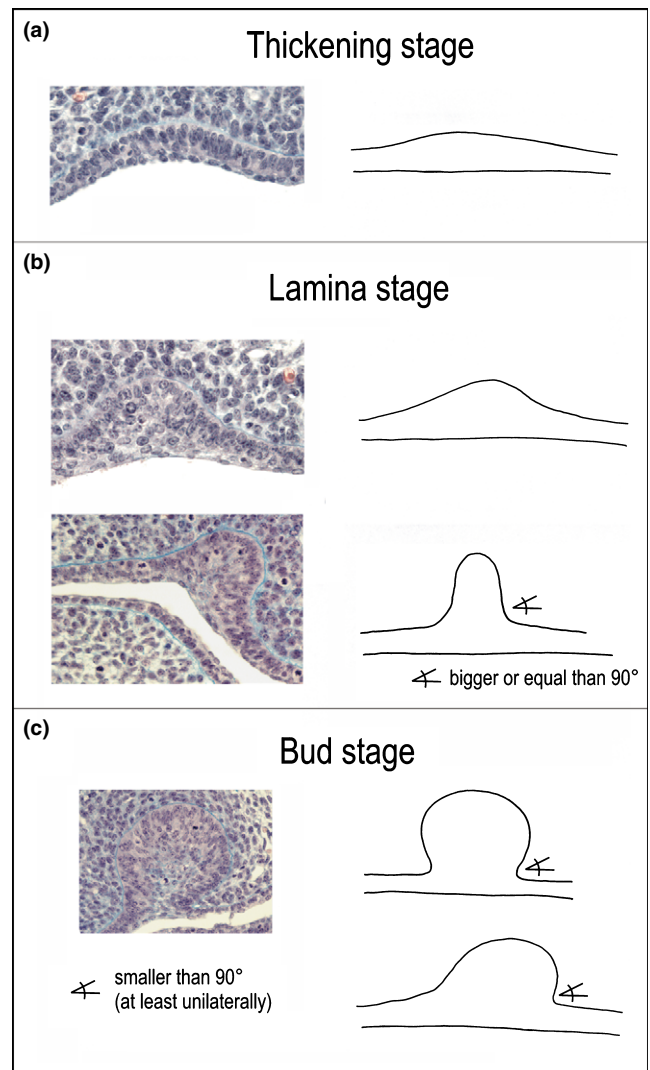 (a)
Thickening stage
(b)
Lamina stage
bigger or equal than 90°
(c)
Bud stage
smaller than 90°
(at least unilaterally)